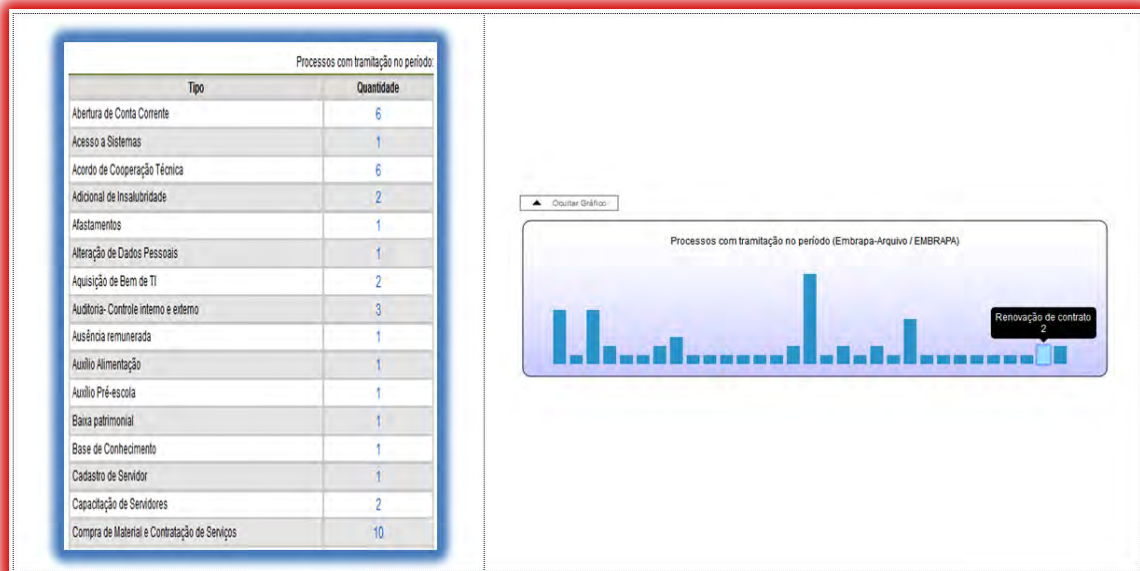 Processos com tramitação no período:
Tipo Quantidade
Abertura de Conta Corrente 6
Acesso a Sistemas 1
Acordo de Cooperação Técnica 6
Adicional de Insalubridade 2
Afastamentos 1
Alteração de Dados Pessoais 1
Aquisição de Bem de TI 2
Auditoria- Controle interno e externo 3
Ausência remunerada 1
Auxílio Alimentação 1
Auxílio Pré-escola 1
Baixa patrimonial 1
Base de Conhecimento 1
Cadastro de Servidor 1
Capacitação de Servidores 2
Compra de Material e Contratação de Serviços 10
Ocultar Gráfico
Processos com tramitação no período (Embrapa-Arquivo / EMBRAPA)
Renovação de contrato
2